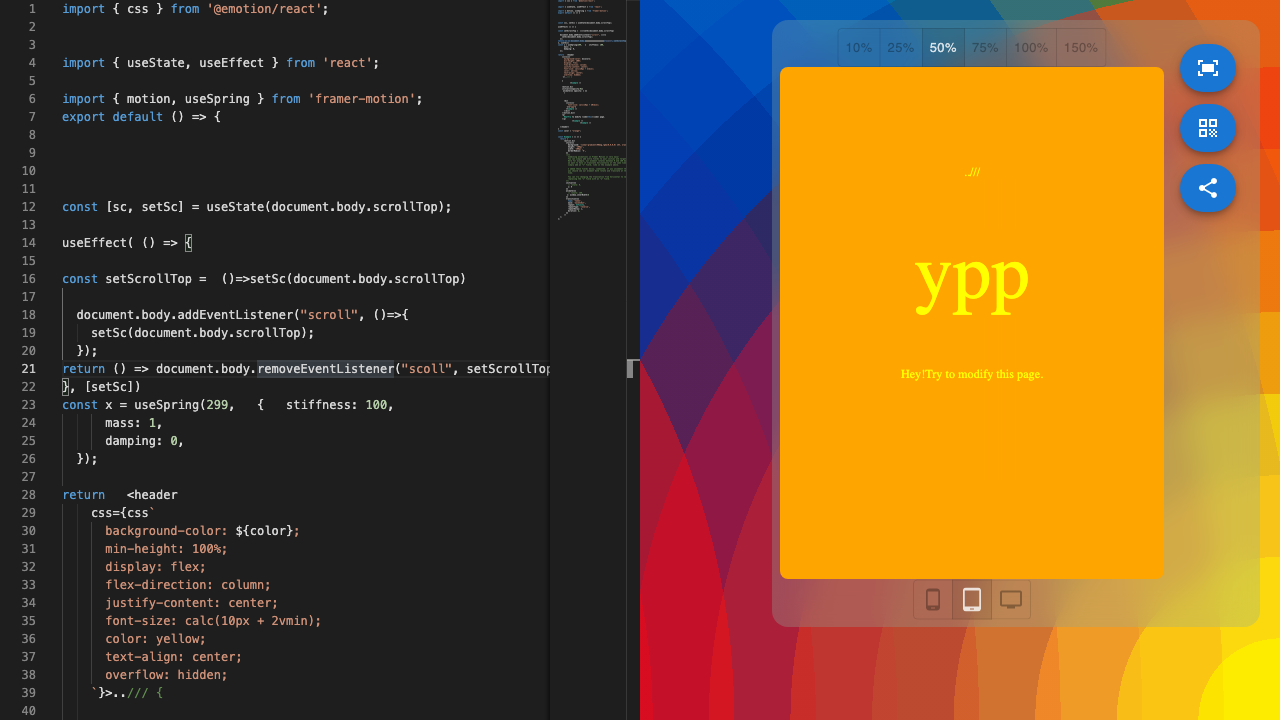 1 import { css } from '@emotion/react';
2
3
4 import { useState, useEffect } from 'react';
5
6 import { motion, useSpring } from 'framer-motion';
7 export default () => {
8
9
10
11
12 const [sc, setSc] = useState(document.body.scrollTop);
13
14 useEffect( () => {
15
16 const setScrollTop =  ()=>setSc(document.body.scrollTop)
17
18 document.body.addEventListener("scroll", ()=>{
19 setSc(document.body.scrollTop);
20 });
21 return () => document.body.removeEventListener("scoll", setScrollTop
22 }, [setSc])
23 const x = useSpring(299,   {   stiffness: 100,
24 mass: 1,
25 damping: 0,
26 });
27
28 return   <header
29 css={css`
30 background-color: ${color};
31 min-height: 100%;
32 display: flex;
33 flex-direction: column;
34 justify-content: center;
35 font-size: calc(10px + 2vmin);
36 color: yellow;
37 text-align: center;
38 overflow: hidden;
39 `}>../// {
40
10% 25% 50% 75% 100% 150%
..///
ypp
Hey!Try to modify this page.